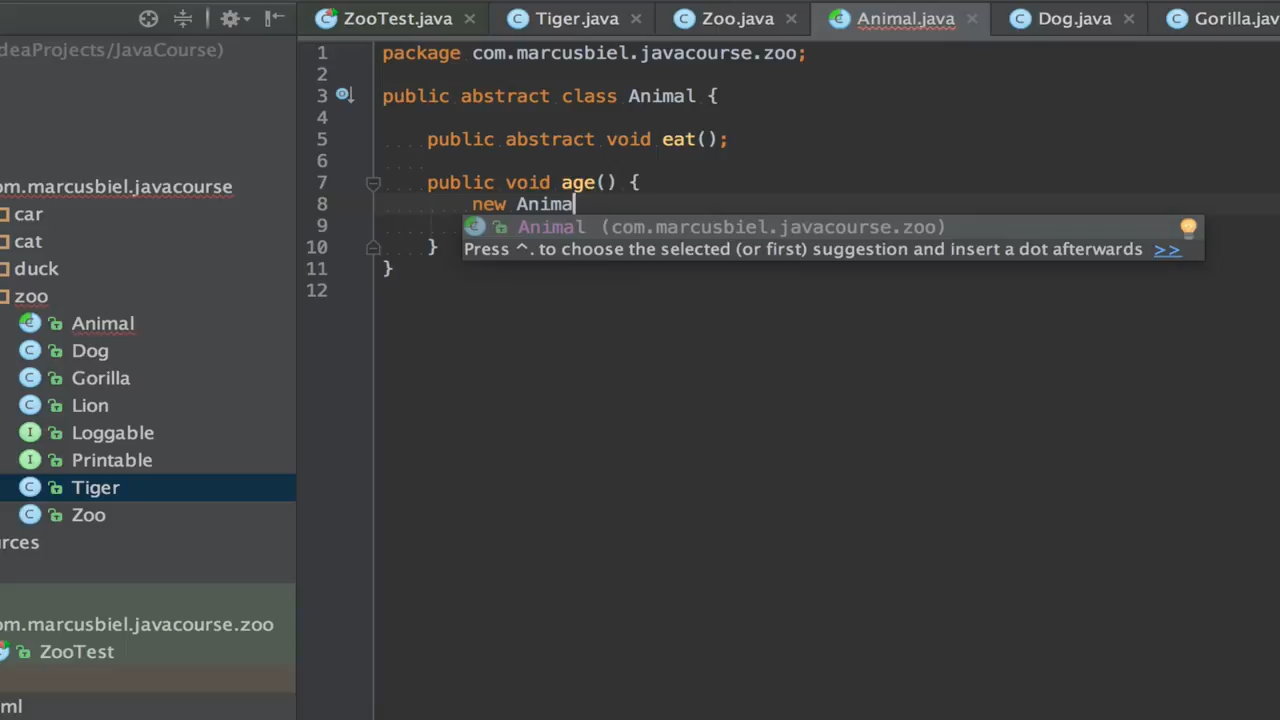 ZooTest.java × Tiger.java × Zoo.java × Animal.java × Dog.java × Gorilla.jav
deaProjects/JavaCourse)
om.marcusbiel.javacourse
car
cat
duck
zoo
Animal
Dog
Gorilla
Lion
Loggable
Printable
Tiger
Zoo
urces
om.marcusbiel.javacourse.zoo
ZooTest
ml
1 package com.marcusbiel.javacourse.zoo;
2
3 public abstract class Animal {
4
5 public abstract void eat();
6
7 public void age() {
8 new Anima
9
10 }
11 }
12
Animal (com.marcusbiel.javacourse.zoo)
Press ^. to choose the selected (or first) suggestion and insert a dot afterwards >>